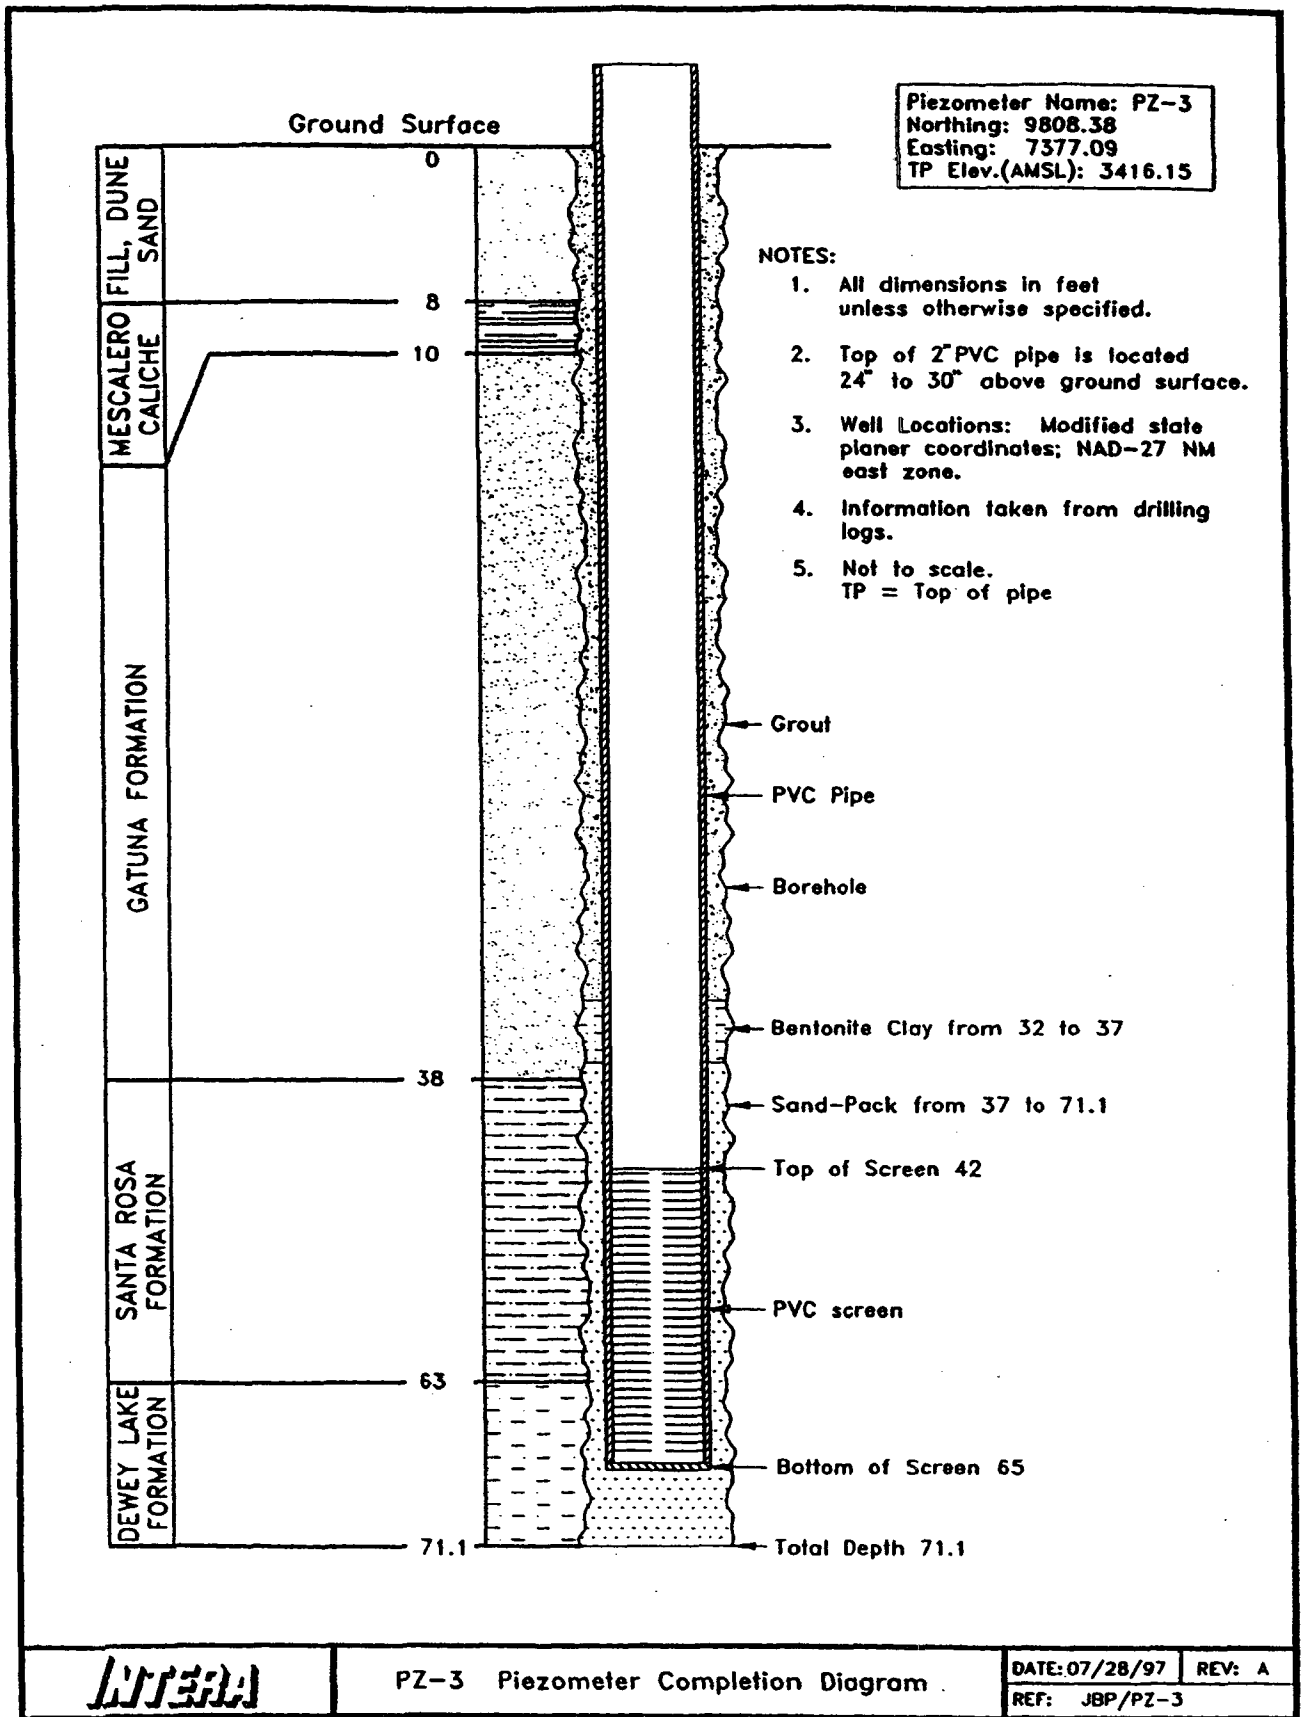 Piezometer Name: PZ-3
Northing: 9808.38
Easting: 7377.09
TP Elev.(AMSL): 3416.15
Ground Surface
0
FILL, DUNE
SAND
8
MESCALERO
CALICHE
10
NOTES:
1. All dimensions in feet
unless otherwise specified.
2. Top of 2" PVC pipe is located
24" to 30" above ground surface.
3. Well Locations: Modified state
planer coordinates; NAD-27 NM
east zone.
4. Information taken from drilling
logs.
5. Not to scale.
TP = Top of pipe
GATUNA FORMATION
Grout
PVC Pipe
Borehole
Bentonite Clay from 32 to 37
38
Sand-Pack from 37 to 71.1
Top of Screen 42
SANTA ROSA
FORMATION
PVC screen
63
DEWEY LAKE
FORMATION
Bottom of Screen 65
71.1
Total Depth 71.1
INTERA
PZ-3 Piezometer Completion Diagram
DATE: 07/28/97
REV: A
REF: JBP/PZ-3